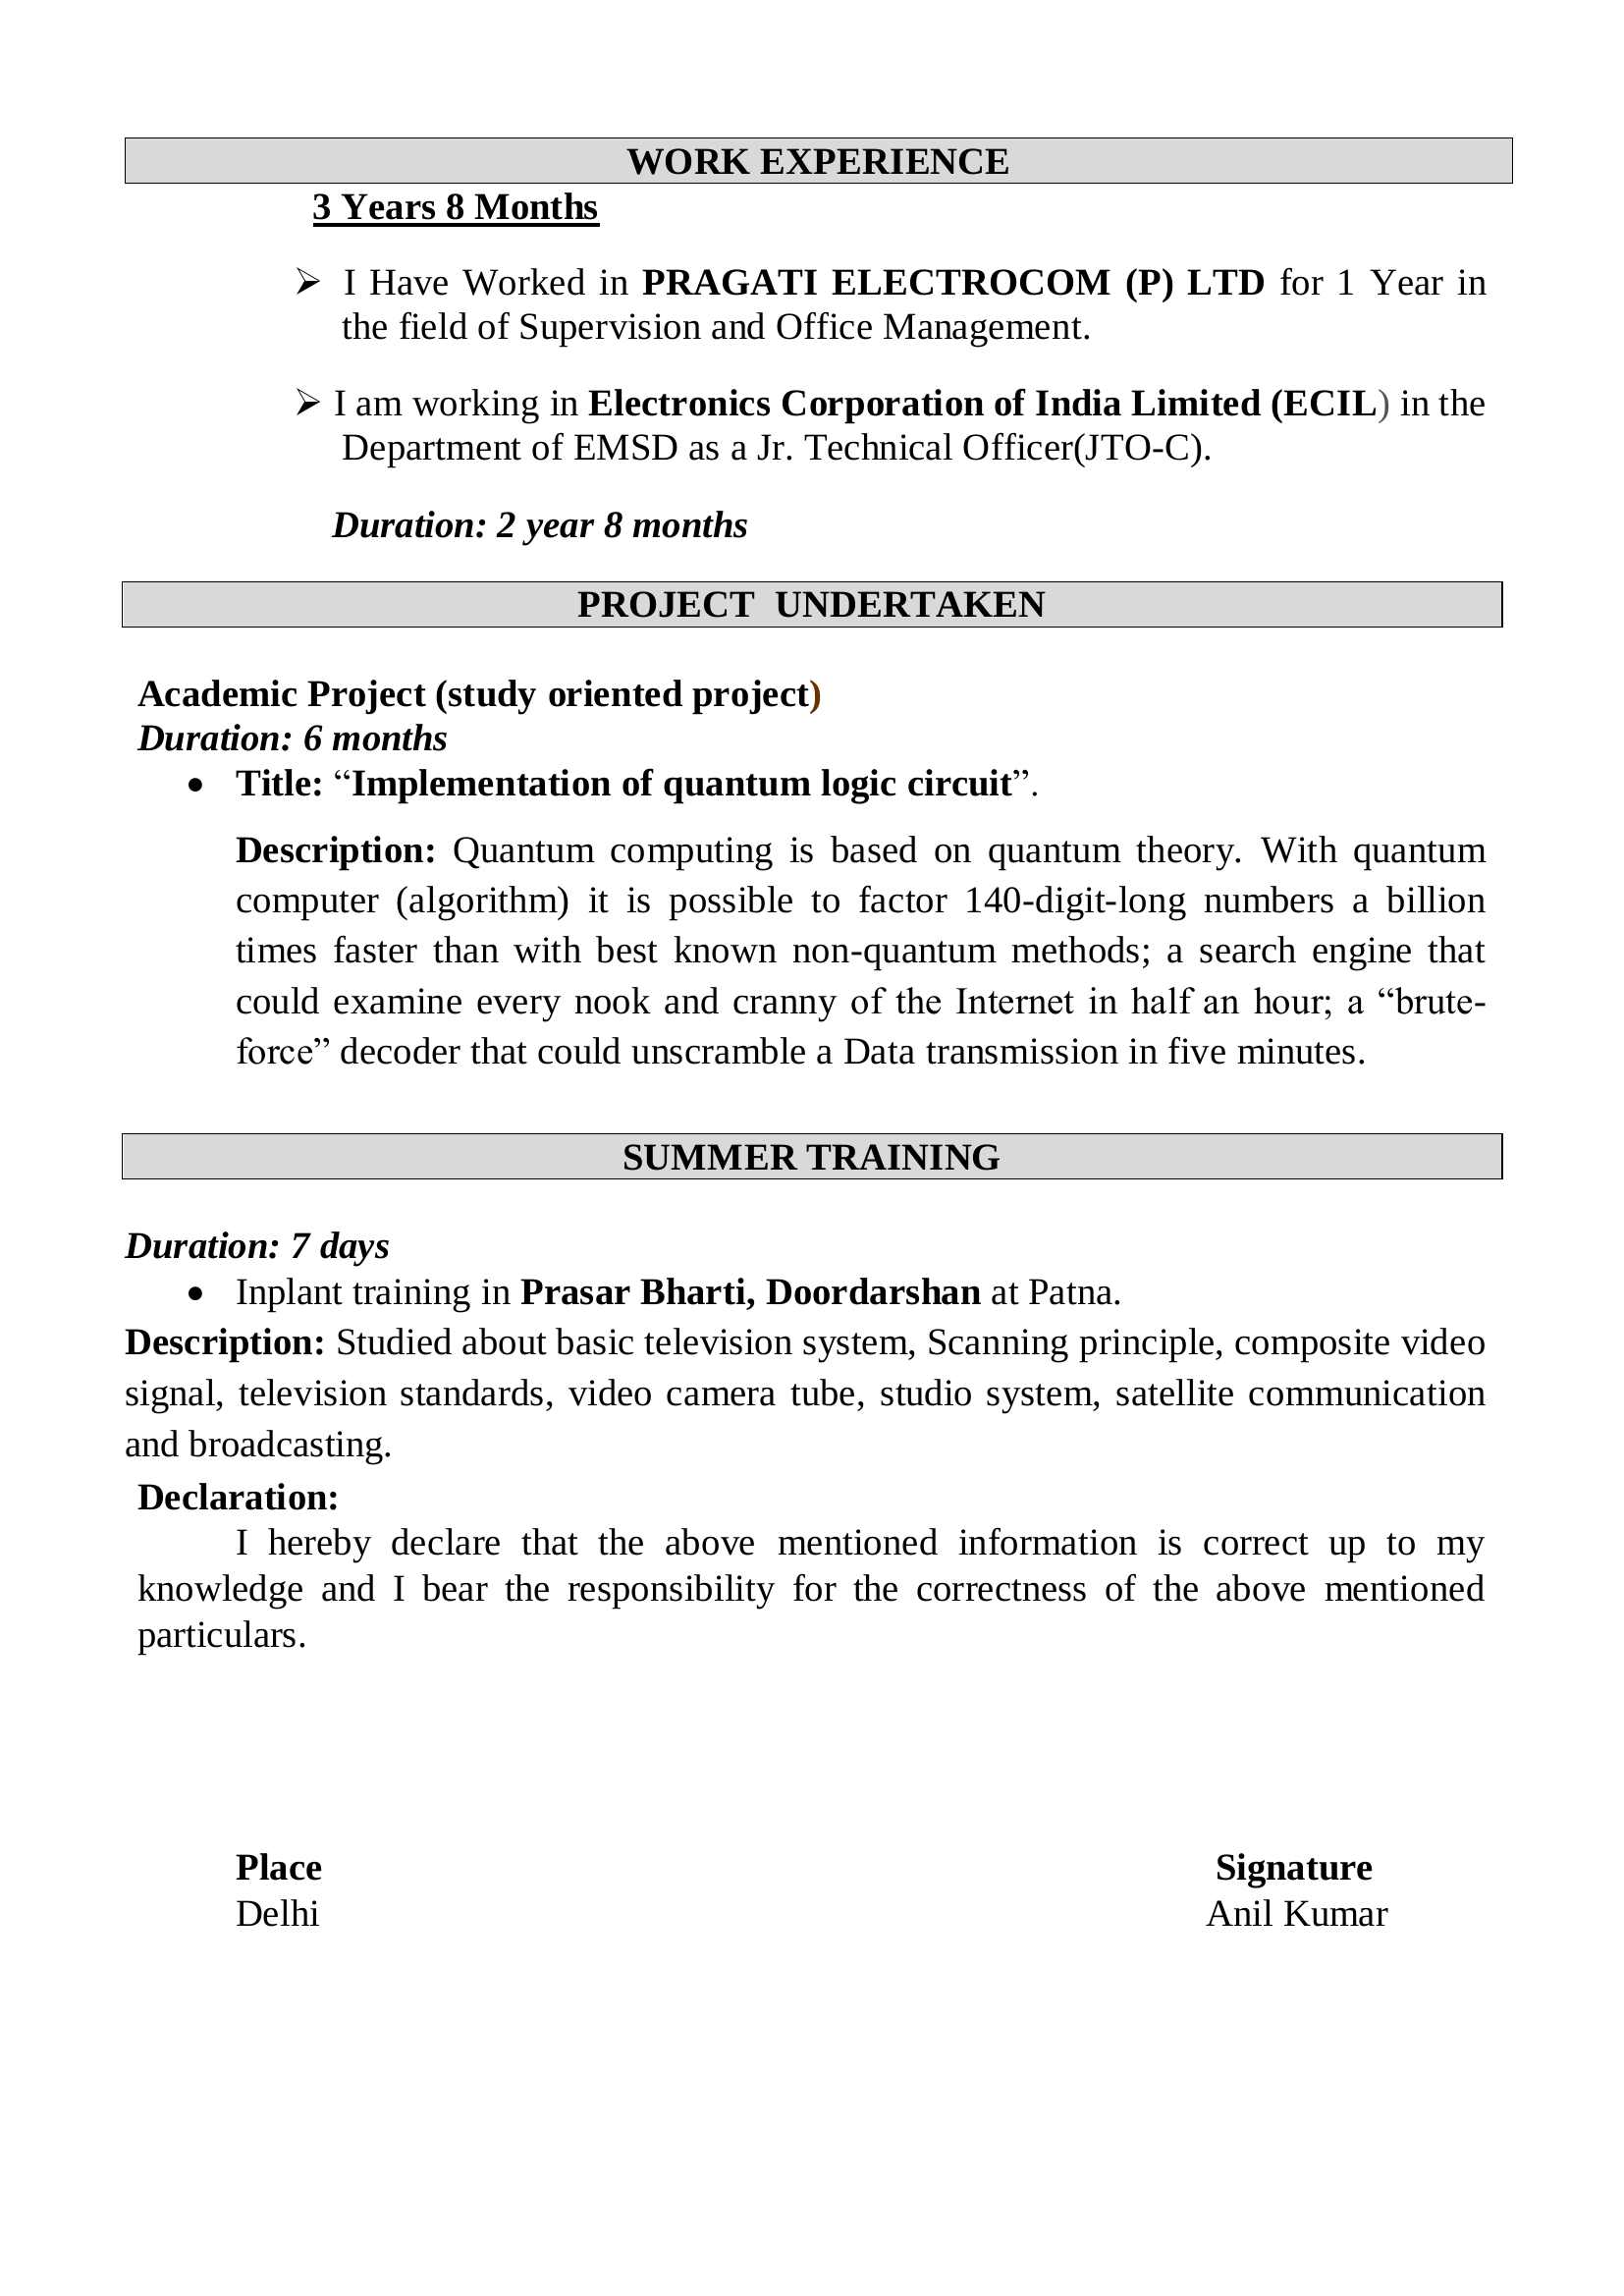 WORK EXPERIENCE
3 Years 8 Months
➢ I Have Worked in PRAGATI ELECTROCOM (P) LTD for 1 Year in
the field of Supervision and Office Management.
➢ I am working in Electronics Corporation of India Limited (ECIL) in the
Department of EMSD as a Jr. Technical Officer(JTO-C).
Duration: 2 year 8 months
PROJECT UNDERTAKEN
Academic Project (study oriented project)
Duration: 6 months
• Title: “Implementation of quantum logic circuit”.
Description: Quantum computing is based on quantum theory. With quantum
computer (algorithm) it is possible to factor 140-digit-long numbers a billion
times faster than with best known non-quantum methods; a search engine that
could examine every nook and cranny of the Internet in half an hour; a “brute-
force” decoder that could unscramble a Data transmission in five minutes.
SUMMER TRAINING
Duration: 7 days
• Inplant training in Prasar Bharti, Doordarshan at Patna.
Description: Studied about basic television system, Scanning principle, composite video
signal, television standards, video camera tube, studio system, satellite communication
and broadcasting.
Declaration:
I hereby declare that the above mentioned information is correct up to my
knowledge and I bear the responsibility for the correctness of the above mentioned
particulars.
Place Signature
Delhi Anil Kumar